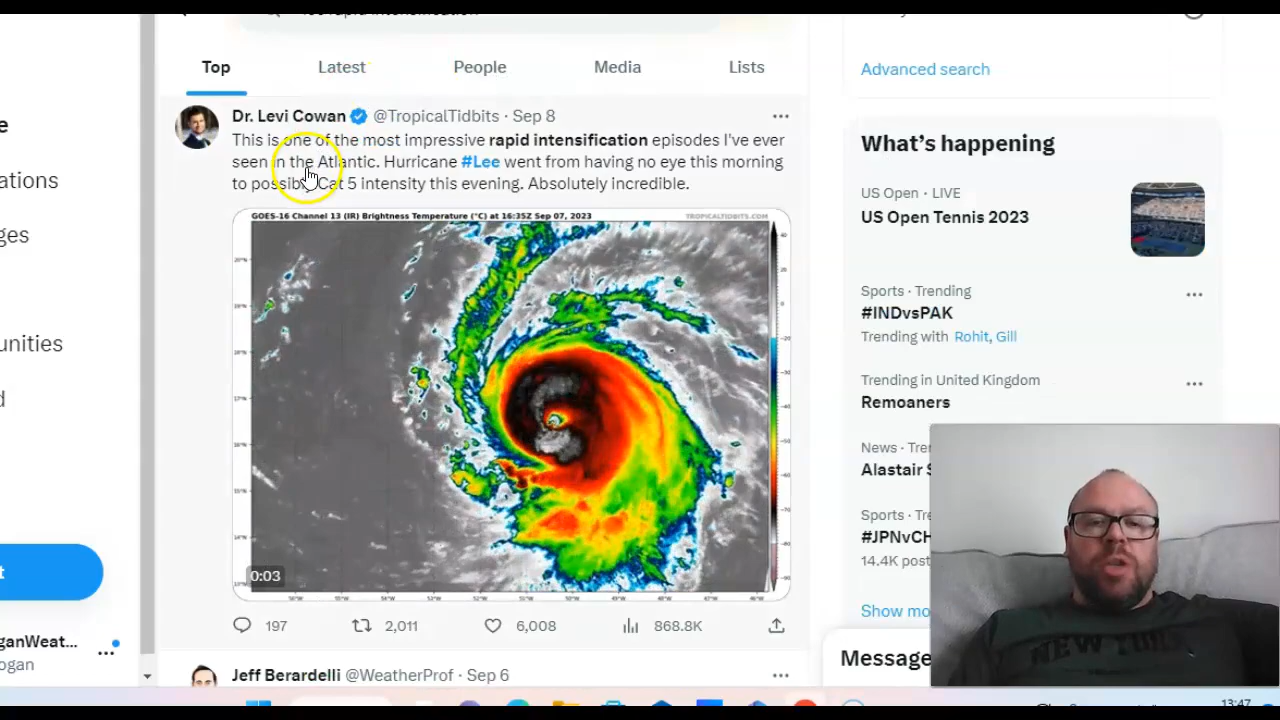 Top
Latest
People
Media
Lists
Dr. Levi Cowan @TropicalTidbits · Sep 8
This is one of the most impressive rapid intensification episodes I've ever
seen in the Atlantic. Hurricane #Lee went from having no eye this morning
to possibly Cat 5 intensity this evening. Absolutely incredible.
GOES-16 Channel 13 (IR) Brightness Temperature (°C) at 16:35Z Sep 07, 2023
TROPICALTIDBITS.COM
0:03
197
2,011
6,008
868.8K
Jeff Berardelli @WeatherProf · Sep 6
e
ations
ges
unities
d
t
ganWeat...
ogan
Advanced search
What's happening
US Open · LIVE
US Open Tennis 2023
Sports · Trending
#INDvsPAK
Trending with Rohit, Gill
Trending in United Kingdom
Remoaners
News · Tre
Alastair S
Sports · Tre
#JPNvCH
14.4K post
Show mo
Message
NEW YORK
13:47